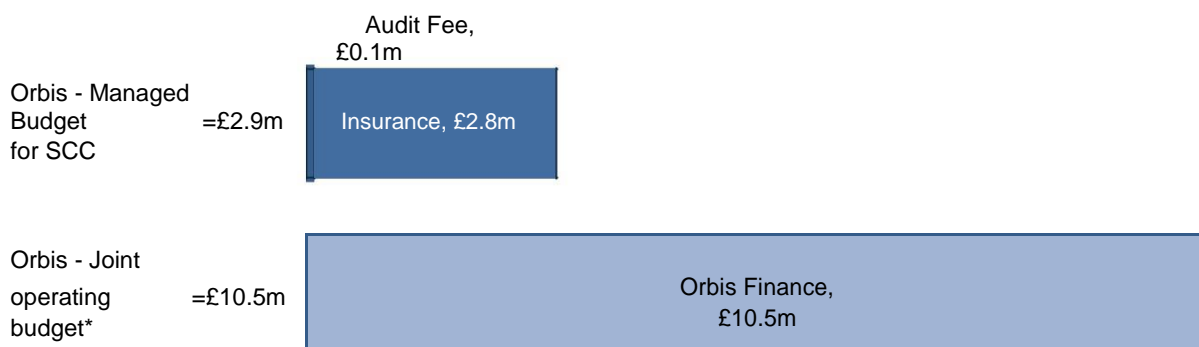 Audit Fee,
£0.1m
Orbis - Managed
Budget =£2.9m
for SCC
Insurance, £2.8m
Orbis - Joint
operating =£10.5m
budget*
Orbis Finance,
£10.5m